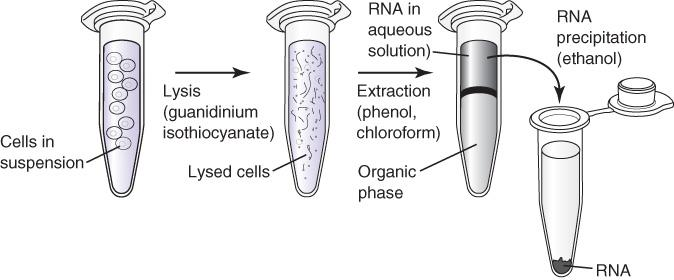 Cells in
suspension
Lysis
(guanidinium
isothiocyanate)
Lysed cells
Extraction
(phenol,
chloroform)
RNA in
aqueous
solution)
Organic
phase
RNA
precipitation
(ethanol)
RNA